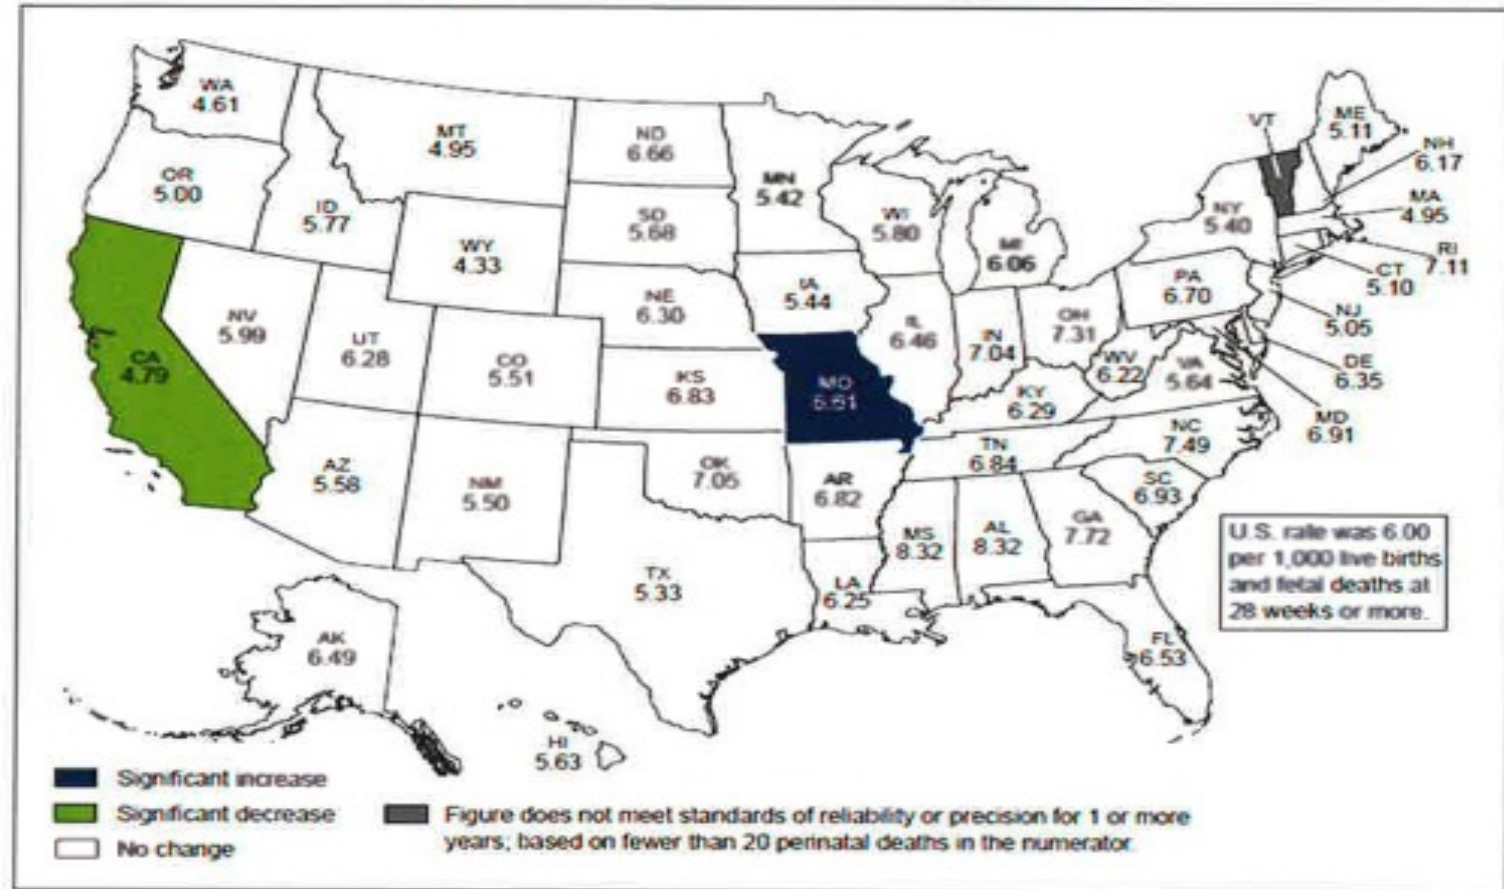 WA
4.61
MT
4.95
ND
6.66
MN
5.42
VT
ME
5.11
NH
6.17
OR
5.00
ID
5.77
SD
5.68
WI
5.80
MI
6.06
NY
5.40
MA
4.95
WY
4.33
RI
7.11
CT
5.10
IA
5.44
PA
6.70
NE
6.30
NV
5.99
UT
6.28
CO
5.51
IL
6.46
IN
7.04
OH
7.31
NJ
5.05
CA
4.79
KS
6.83
MO
WV
6.22
VA
5.64
DE
6.35
KY
6.29
MD
6.91
NC
7.49
TN
6.84
AZ
5.58
NM
5.50
OK
7.05
AR
6.82
SC
6.93
MS
8.32
AL
8.32
GA
7.72
U.S. rate was 6.00
per 1,000 live births
and fetal deaths at
28 weeks or more.
TX
5.33
LA
6.25
AK
6.49
FL
6.53
HI
5.63
Significant increase
Significant decrease
No change
Figure does not meet standards of reliability or precision for 1 or more
years; based on fewer than 20 perinatal deaths in the numerator.